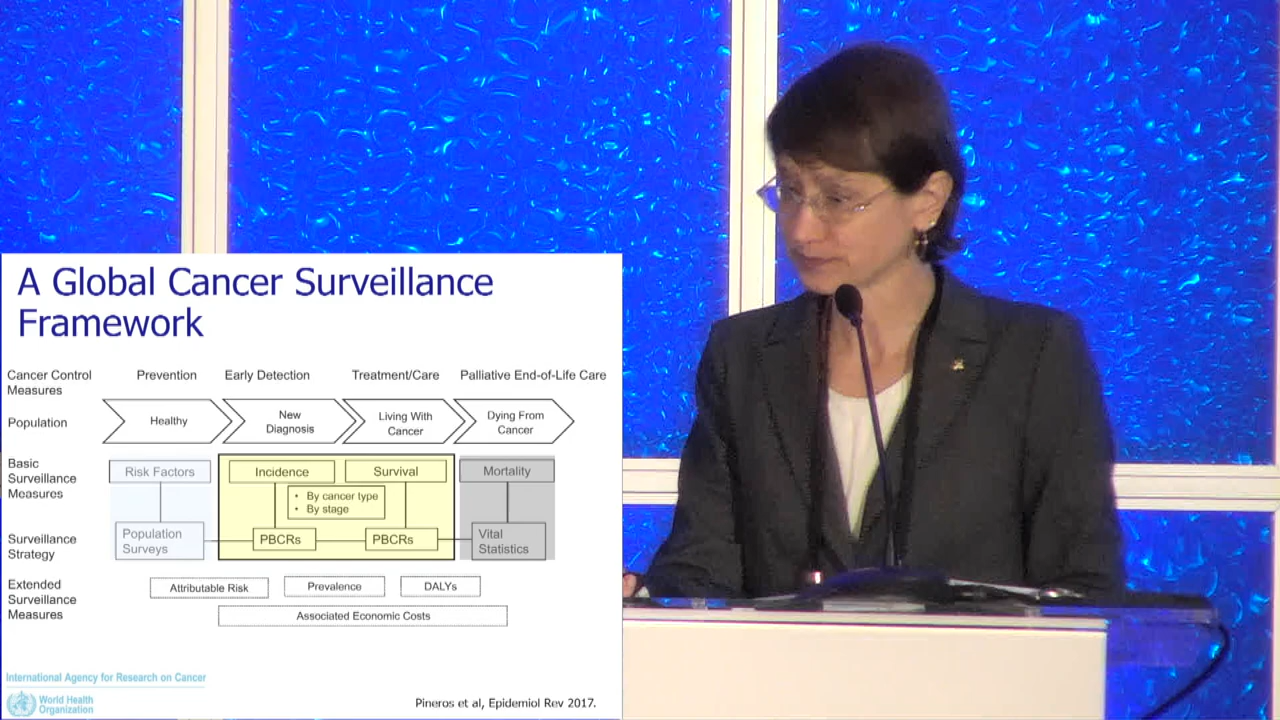 A Global Cancer Surveillance
Framework
Cancer Control
Measures
Prevention
Early Detection
Treatment/Care
Palliative End-of-Life Care
Population
Healthy
New
Diagnosis
Living With
Cancer
Dying From
Cancer
Basic
Surveillance
Measures
Risk Factors
Incidence
Survival
Mortality
• By cancer type
• By stage
Surveillance
Strategy
Population
Surveys
PBCRs
PBCRs
Vital
Statistics
Extended
Surveillance
Measures
Attributable Risk
Prevalence
DALYs
Associated Economic Costs
International Agency for Research on Cancer
World Health
Organization
Pineros et al, Epidemiol Rev 2017.